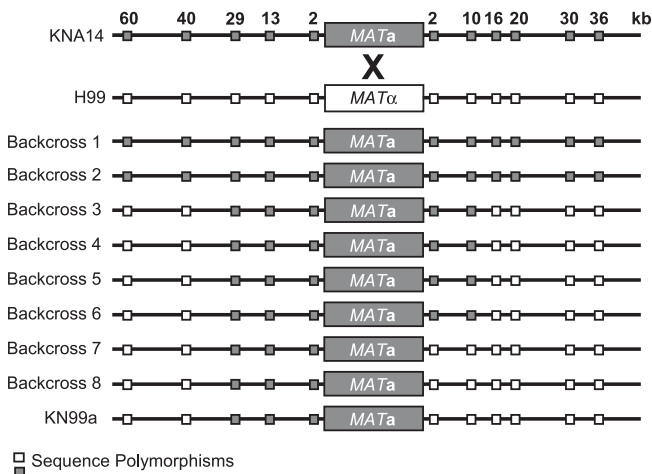 60 40 29 13 2 2 10 16 20 30 36 kb
KNA14 MATa
X
H99 MATα
Backcross 1 MATa
Backcross 2 MATa
Backcross 3 MATa
Backcross 4 MATa
Backcross 5 MATa
Backcross 6 MATa
Backcross 7 MATa
Backcross 8 MATa
KN99a MATa
Sequence Polymorphisms